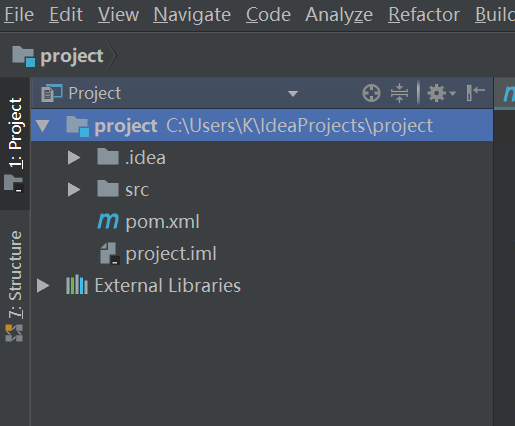 File Edit View Navigate Code Analyze Refactor Build
project
1: Project
Project
project C:\Users\K\IdeaProjects\project
.idea
src
m pom.xml
project.iml
External Libraries
7: Structure